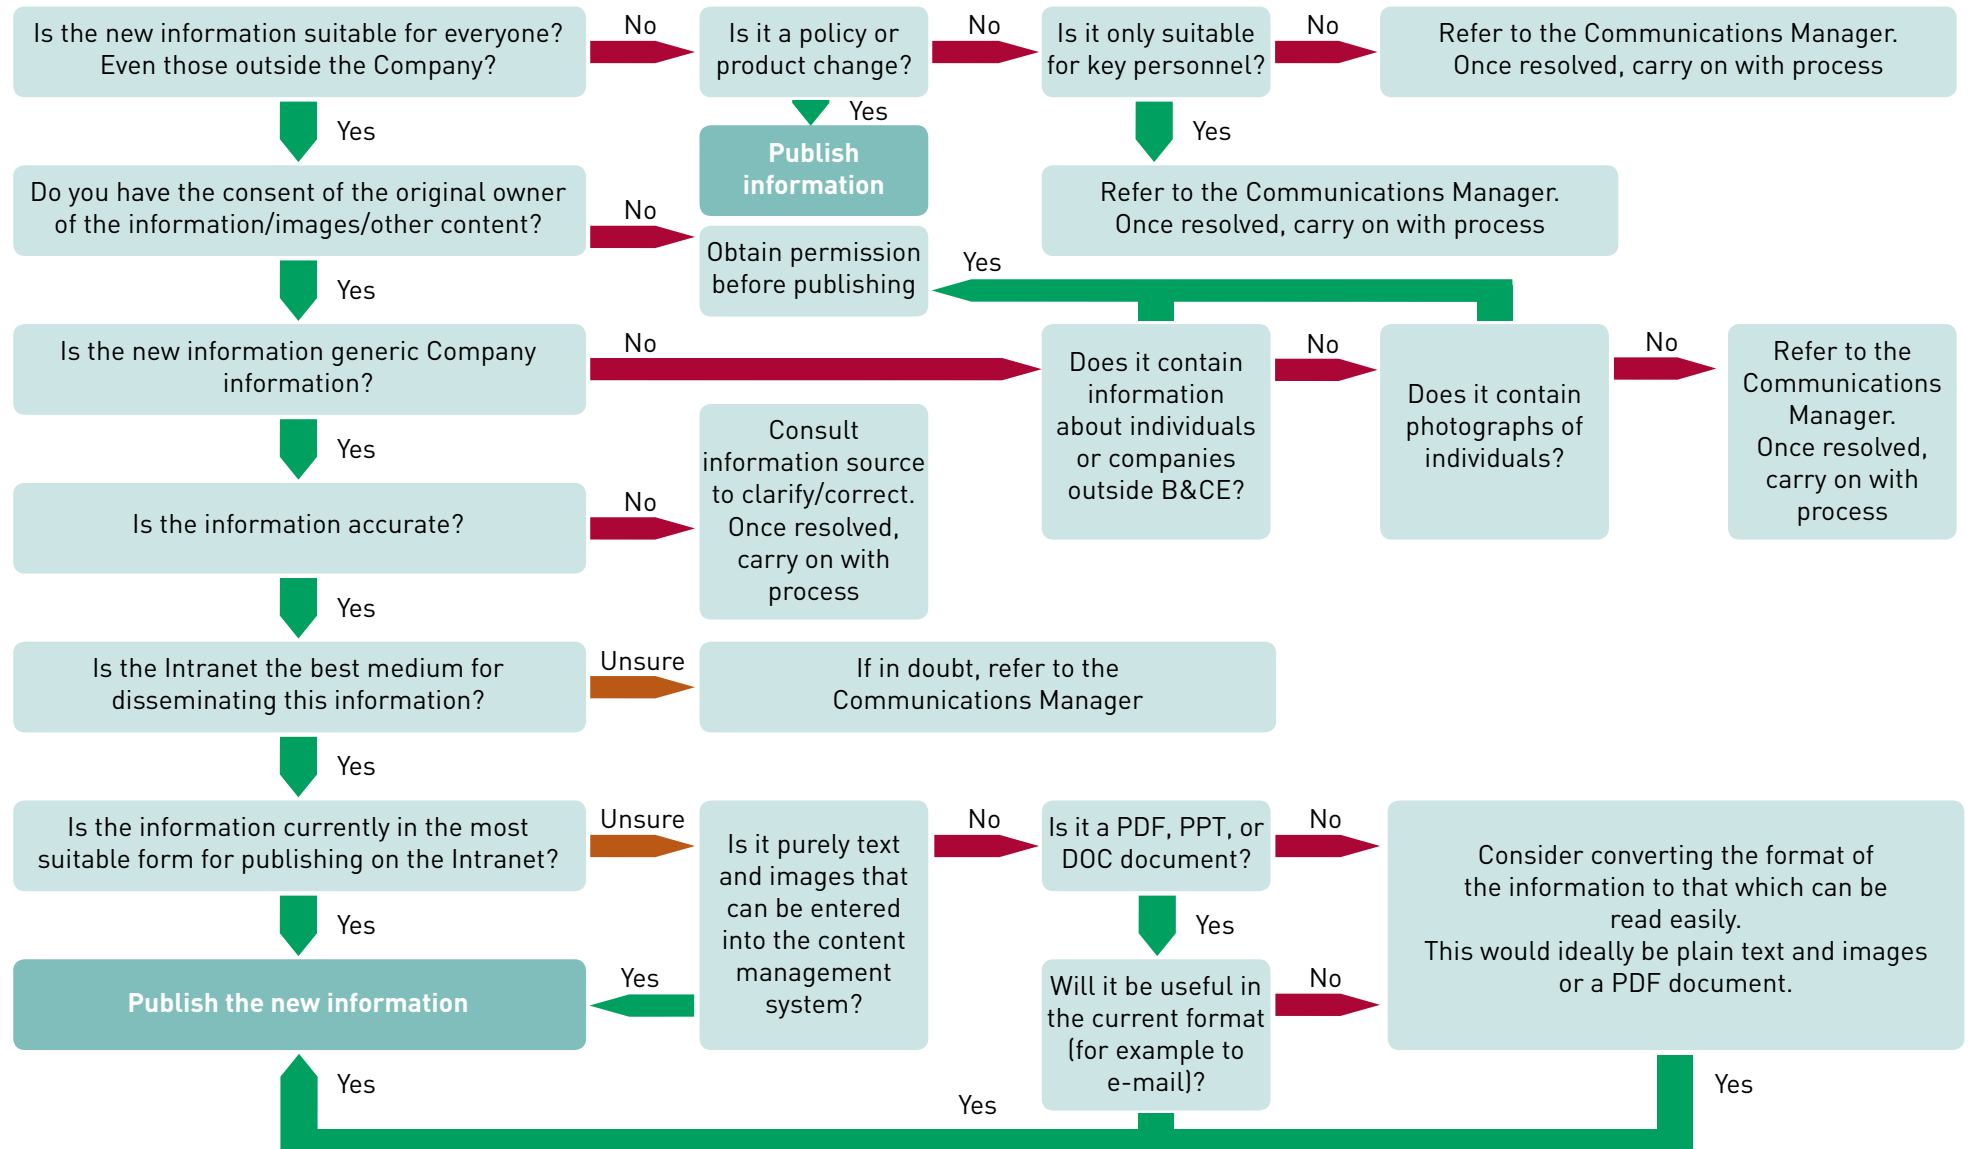 Is the new information suitable for everyone?
Even those outside the Company?
No
Is it a policy or
product change?
No
Is it only suitable
for key personnel?
No
Refer to the Communications Manager.
Once resolved, carry on with process
Yes
Yes
Publish
information
Yes
Do you have the consent of the original owner
of the information/images/other content?
No
Obtain permission
before publishing
Refer to the Communications Manager.
Once resolved, carry on with process
Yes
Yes
Is the new information generic Company
information?
No
Does it contain
information
about individuals
or companies
outside B&CE?
No
Does it contain
photographs of
individuals?
No
Refer to the
Communications
Manager.
Once resolved,
carry on with
process
Yes
Is the information accurate?
No
Consult
information source
to clarify/correct.
Once resolved,
carry on with
process
Yes
Is the Intranet the best medium for
disseminating this information?
Unsure
If in doubt, refer to the
Communications Manager
Yes
Is the information currently in the most
suitable form for publishing on the Intranet?
Unsure
Is it purely text
and images that
can be entered
into the content
management
system?
No
Is it a PDF, PPT, or
DOC document?
No
Consider converting the format of
the information to that which can be
read easily.
This would ideally be plain text and images
or a PDF document.
Yes
Yes
Publish the new information
Yes
Will it be useful in
the current format
(for example to
e-mail)?
No
Yes
Yes
Yes